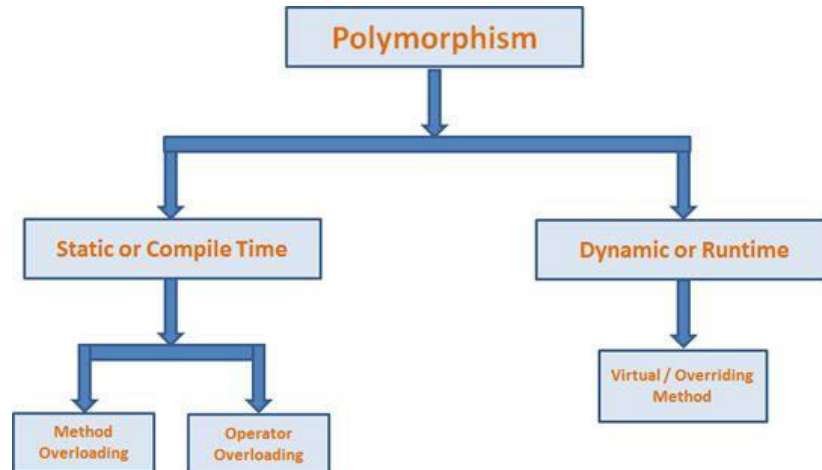 Polymorphism
Static or Compile Time
Dynamic or Runtime
Method
Overloading
Operator
Overloading
Virtual / Overriding
Method